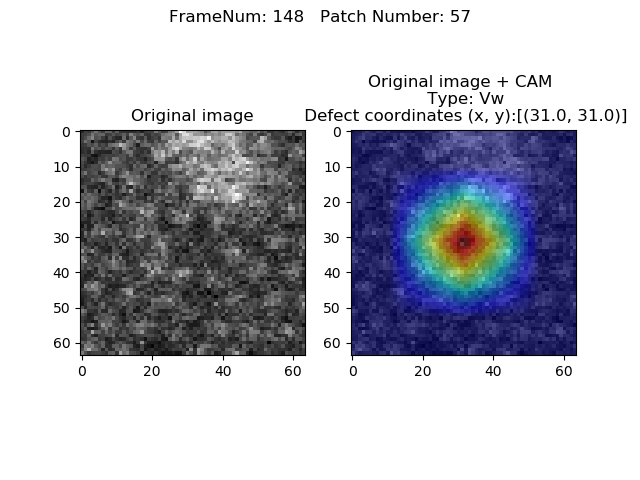 FrameNum: 148   Patch Number: 57
Original image
Original image + CAM
Type: Vw
Defect coordinates (x, y):[(31.0, 31.0)]
0
10
20
30
40
50
60
0 20 40 60
0
10
20
30
40
50
60
0 20 40 60